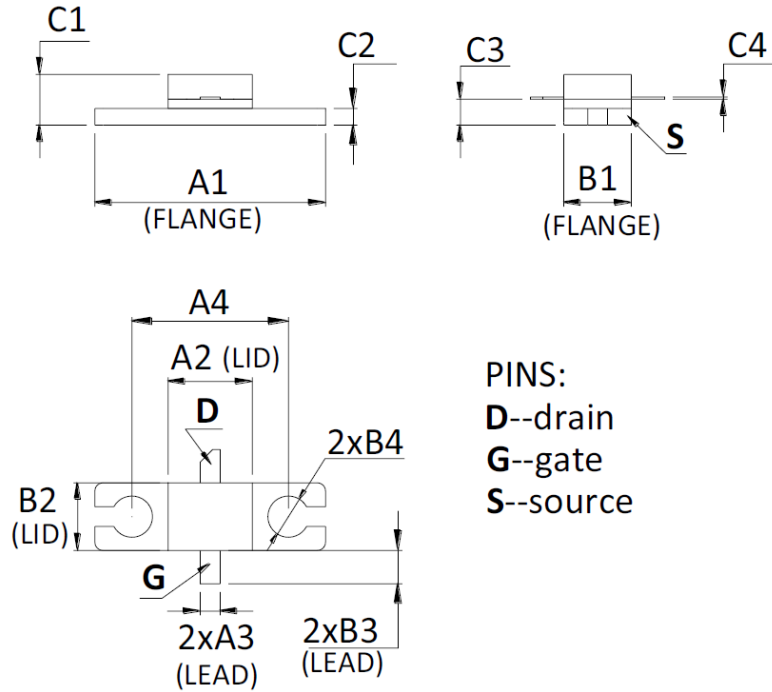 C1
C2
A1
(FLANGE)
C3
C4
S
B1
(FLANGE)
A4
A2 (LID)
D
2xB4
B2
(LID)
G
2xA3
(LEAD)
2xB3
(LEAD)
PINS:
D--drain
G--gate
S--source